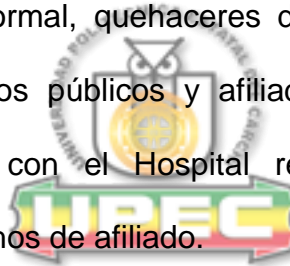 ormal, quehaceres d
os públicos y afiliad
con el Hospital re
nos de afiliado.
UPEC